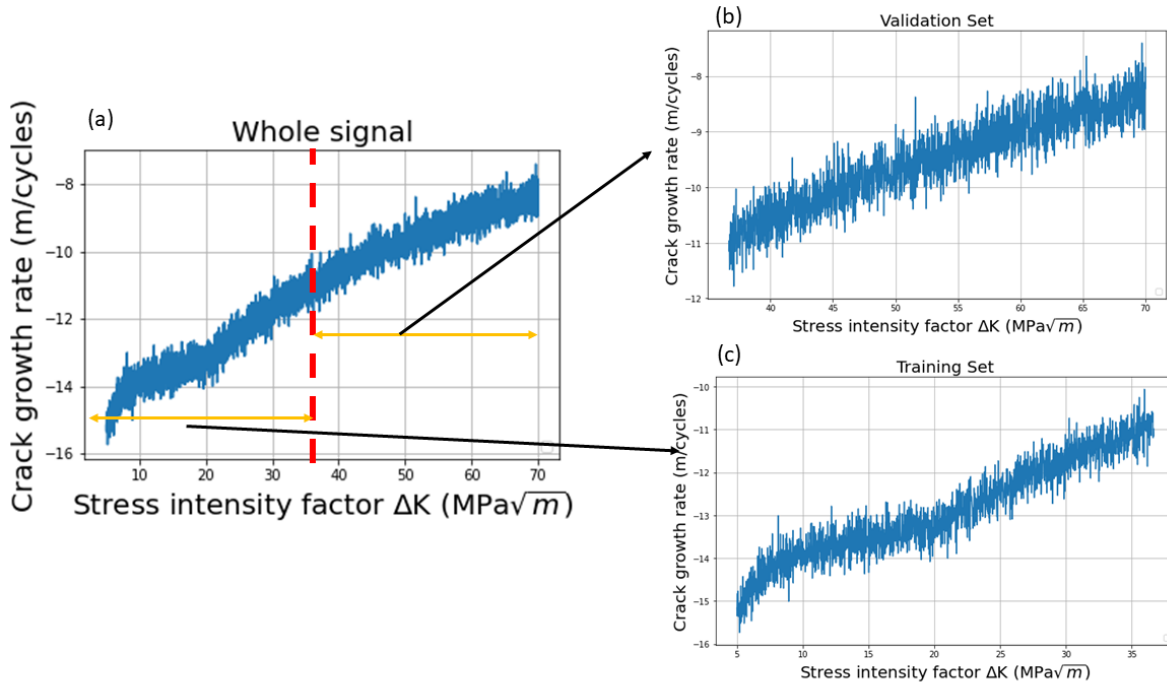 (a)
Whole signal
Crack growth rate (m/cycles)
−8
−10
−12
−14
−16
10 20 30 40 50 60 70
Stress intensity factor ΔK (MPa√m)
(b)
Validation Set
Crack growth rate (m/cycles)
−8
−9
−10
−11
−12
40 45 50 55 60 65 70
Stress intensity factor ΔK (MPa√m)
(c)
Training Set
Crack growth rate (m/cycles)
−10
−11
−12
−13
−14
−15
−16
5 10 15 20 25 30 35
Stress intensity factor ΔK (MPa√m)